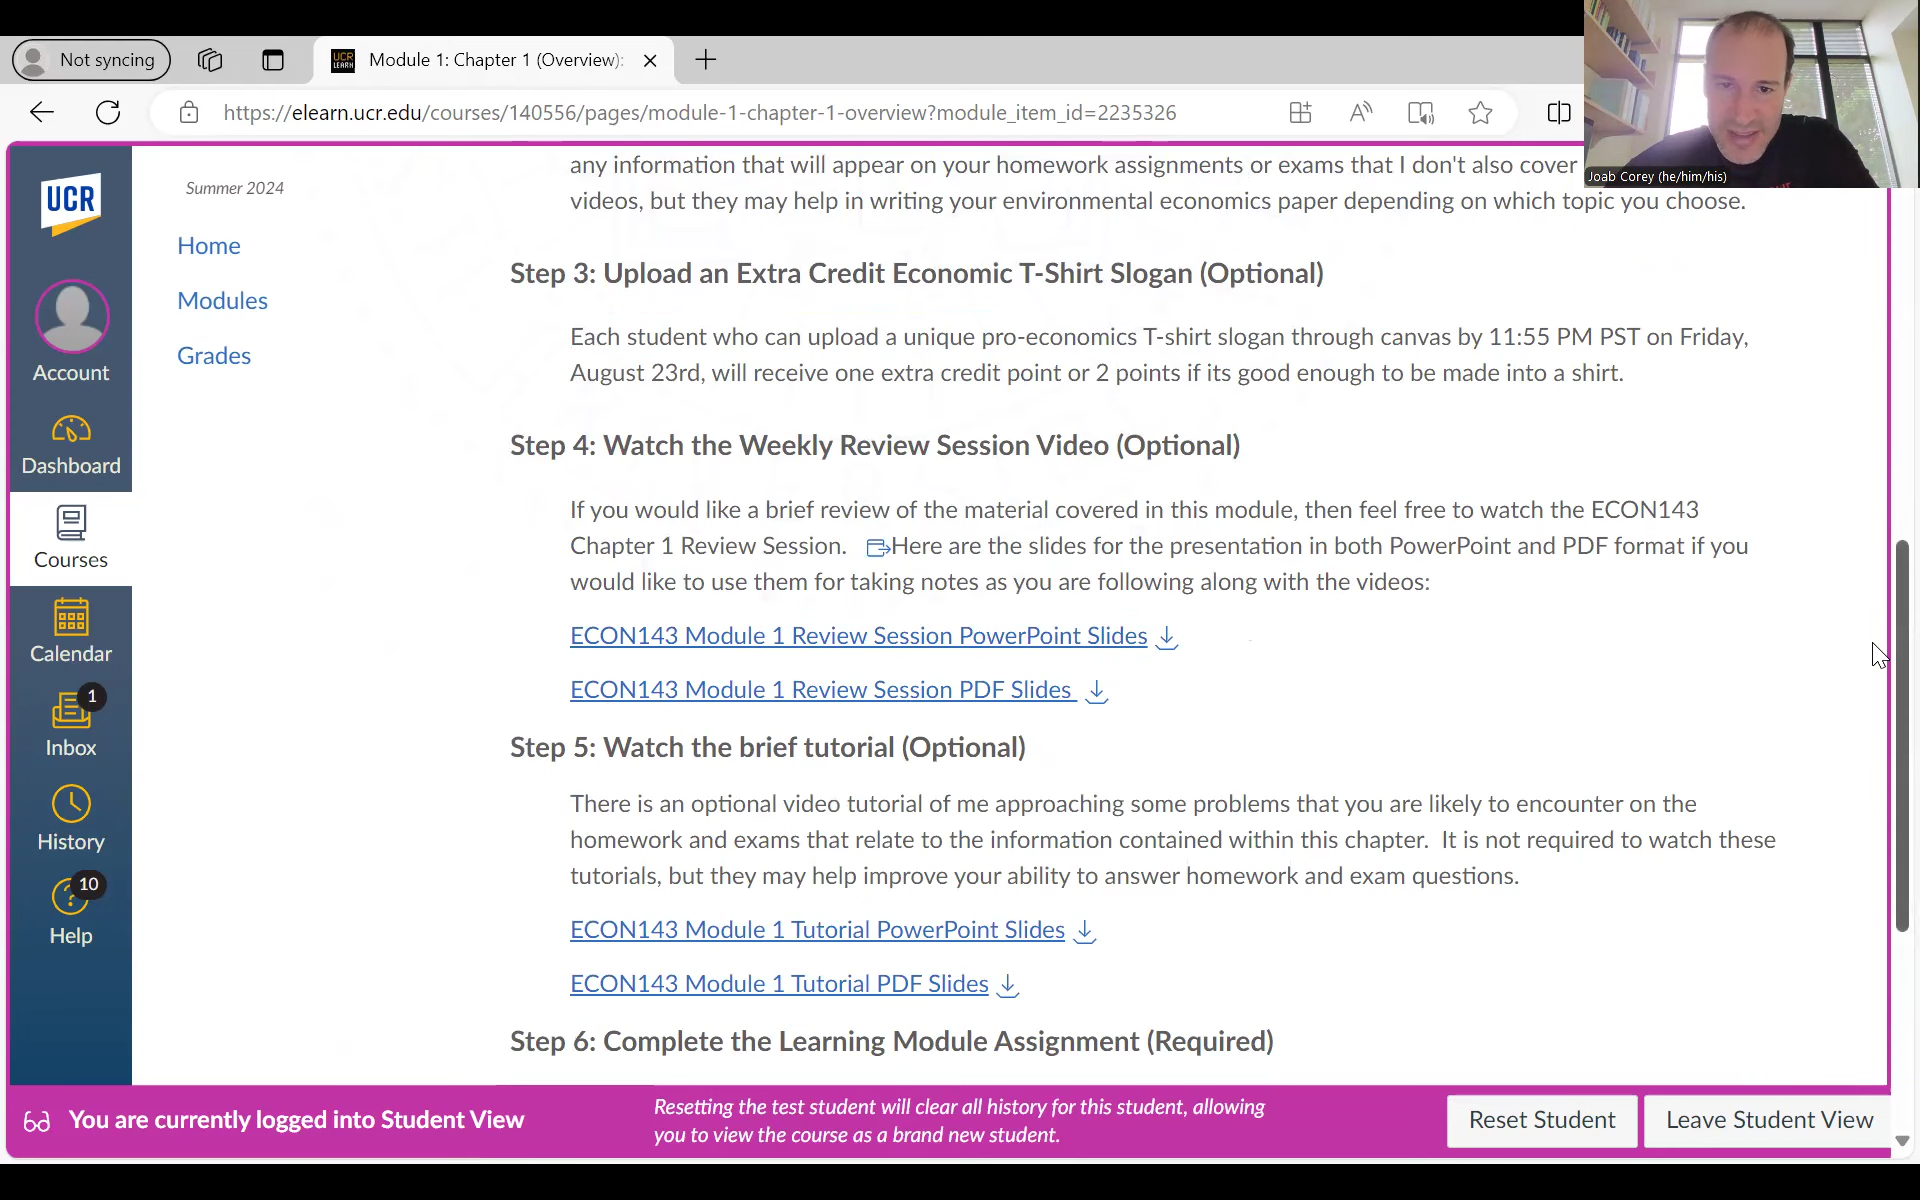 Not syncing
UCR LEARN
Module 1: Chapter 1 (Overview):
https://elearn.ucr.edu/courses/140556/pages/module-1-chapter-1-overview?module_item_id=2235326
Joab Corey (he/him/his)
UCR
Account
Dashboard
Courses
Calendar
1
Inbox
History
10
Help
Summer 2024
Home
Modules
Grades
any information that will appear on your homework assignments or exams that I don't also cover
videos, but they may help in writing your environmental economics paper depending on which topic you choose.
Step 3: Upload an Extra Credit Economic T-Shirt Slogan (Optional)
Each student who can upload a unique pro-economics T-shirt slogan through canvas by 11:55 PM PST on Friday,
August 23rd, will receive one extra credit point or 2 points if its good enough to be made into a shirt.
Step 4: Watch the Weekly Review Session Video (Optional)
If you would like a brief review of the material covered in this module, then feel free to watch the ECON143
Chapter 1 Review Session. Here are the slides for the presentation in both PowerPoint and PDF format if you
would like to use them for taking notes as you are following along with the videos:
ECON143 Module 1 Review Session PowerPoint Slides
ECON143 Module 1 Review Session PDF Slides
Step 5: Watch the brief tutorial (Optional)
There is an optional video tutorial of me approaching some problems that you are likely to encounter on the
homework and exams that relate to the information contained within this chapter. It is not required to watch these
tutorials, but they may help improve your ability to answer homework and exam questions.
ECON143 Module 1 Tutorial PowerPoint Slides
ECON143 Module 1 Tutorial PDF Slides
Step 6: Complete the Learning Module Assignment (Required)
You are currently logged into Student View
Resetting the test student will clear all history for this student, allowing
you to view the course as a brand new student.
Reset Student
Leave Student View